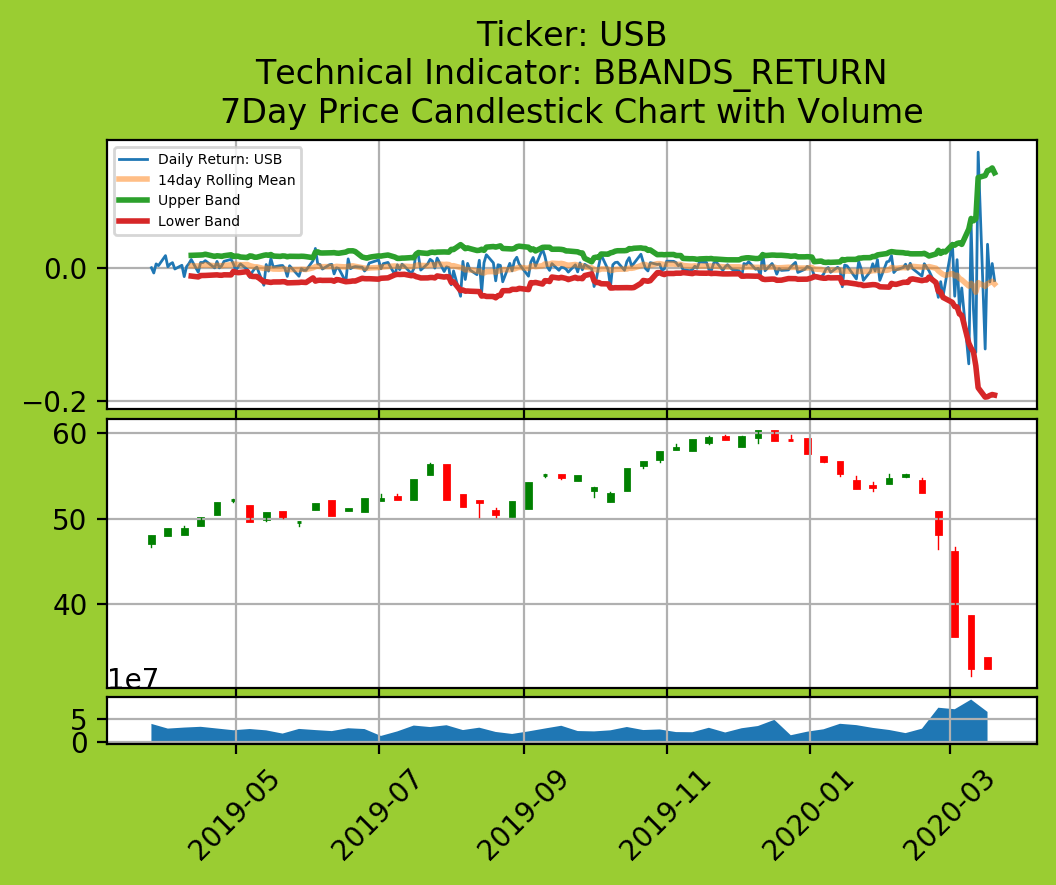 Ticker: USB
Technical Indicator: BBANDS_RETURN
7Day Price Candlestick Chart with Volume
Daily Return: USB
14day Rolling Mean
Upper Band
Lower Band
0.0
−0.2
60
50
40
1e7
5
0
2019-05
2019-07
2019-09
2019-11
2020-01
2020-03